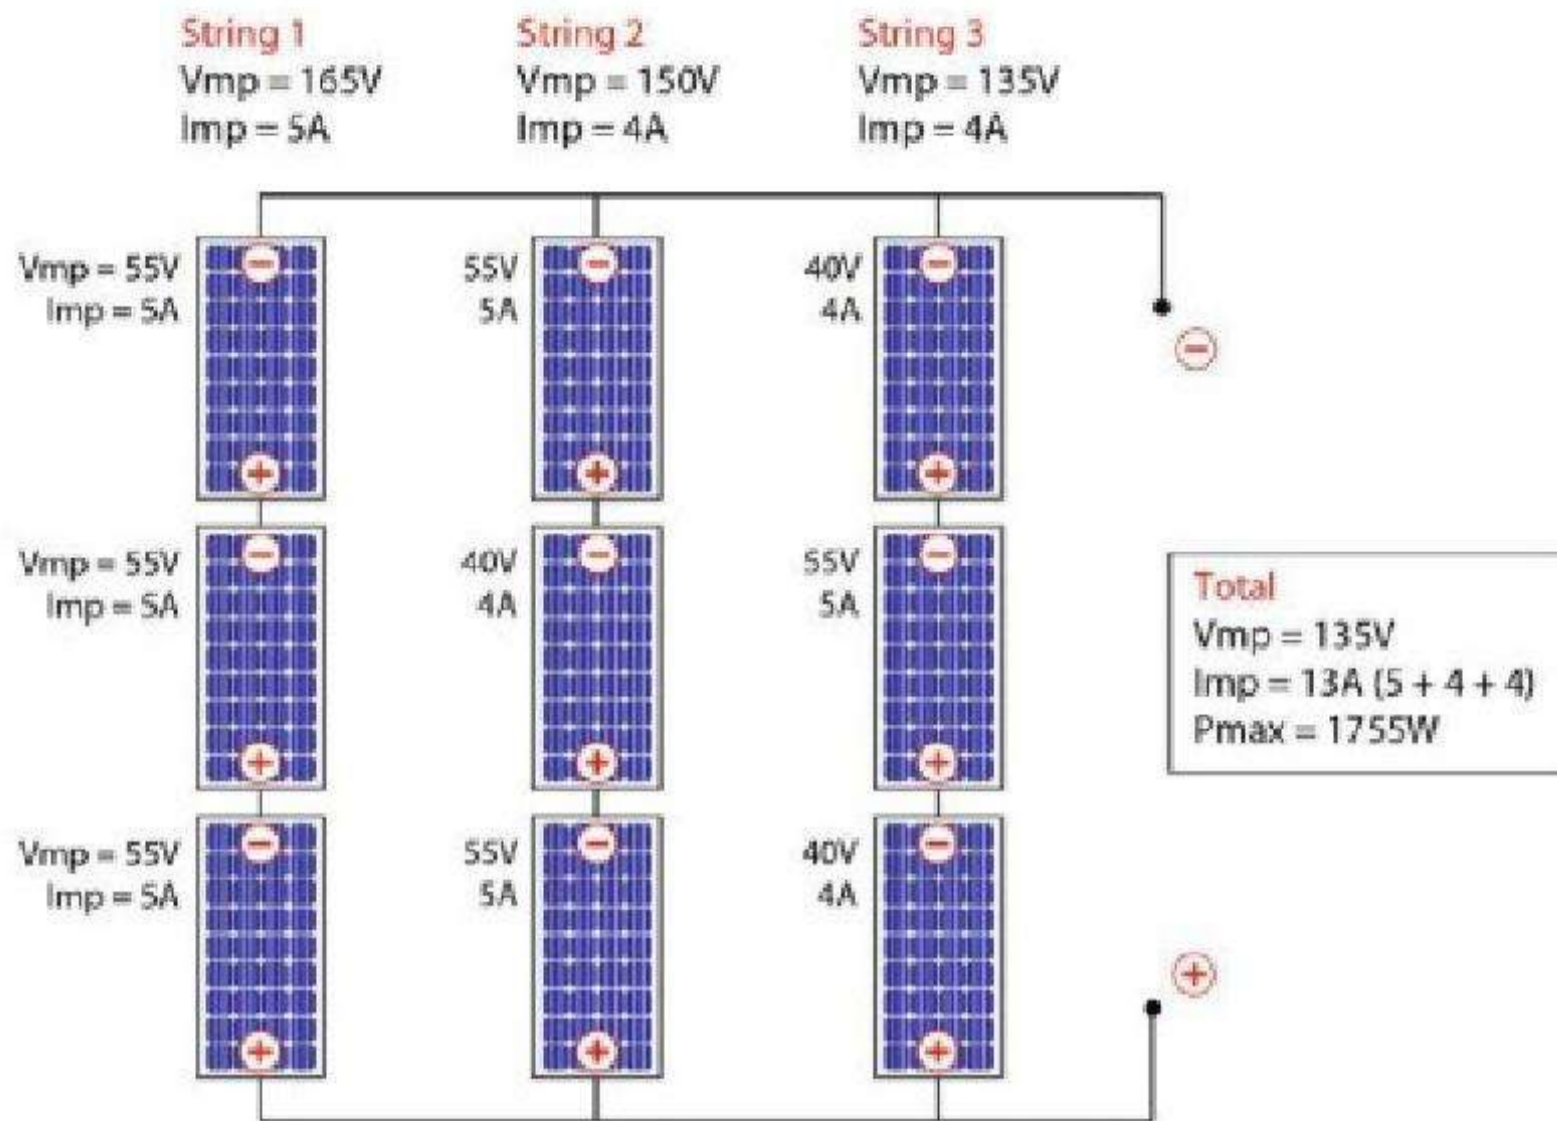 String 1
Vmp = 165V
Imp = 5A
String 2
Vmp = 150V
Imp = 4A
String 3
Vmp = 135V
Imp = 4A
Vmp = 55V
Imp = 5A
55V
5A
40V
4A
Vmp = 55V
Imp = 5A
40V
4A
55V
5A
Vmp = 55V
Imp = 5A
55V
5A
40V
4A
Total
Vmp = 135V
Imp = 13A (5 + 4 + 4)
Pmax = 1755W